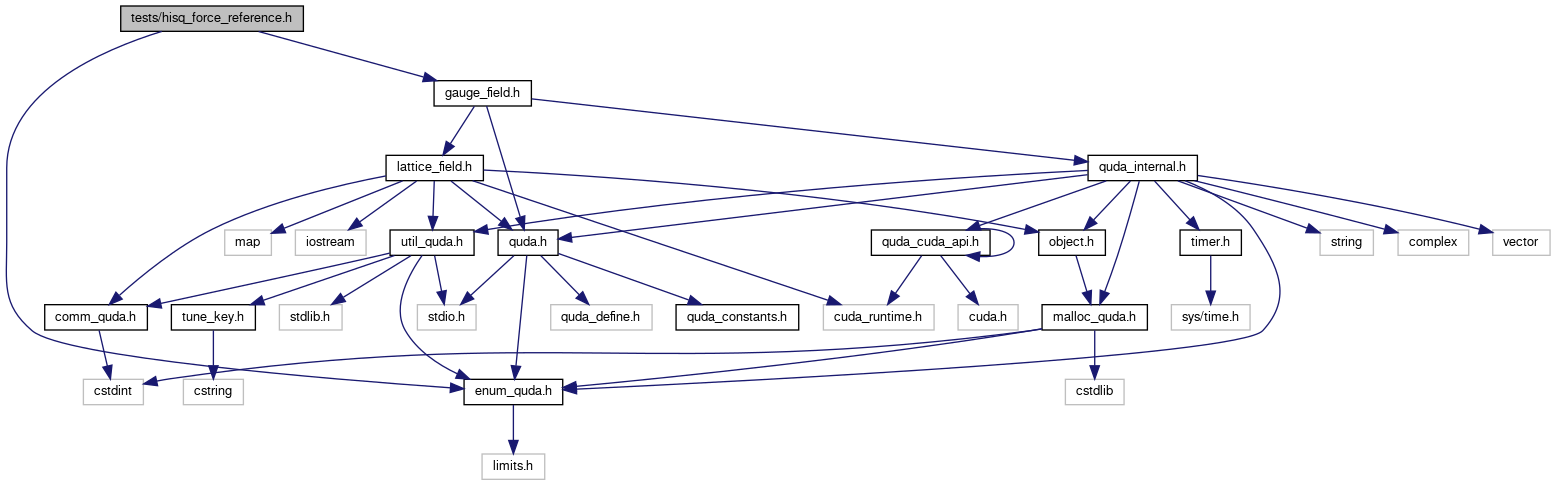 tests/hisq_force_reference.h
gauge_field.h
lattice_field.h
quda_internal.h
map
iostream
util_quda.h
quda.h
quda_cuda_api.h
object.h
timer.h
string
complex
vector
comm_quda.h
tune_key.h
stdlib.h
stdio.h
quda_define.h
quda_constants.h
cuda_runtime.h
cuda.h
malloc_quda.h
sys/time.h
cstdint
cstring
enum_quda.h
cstdlib
limits.h